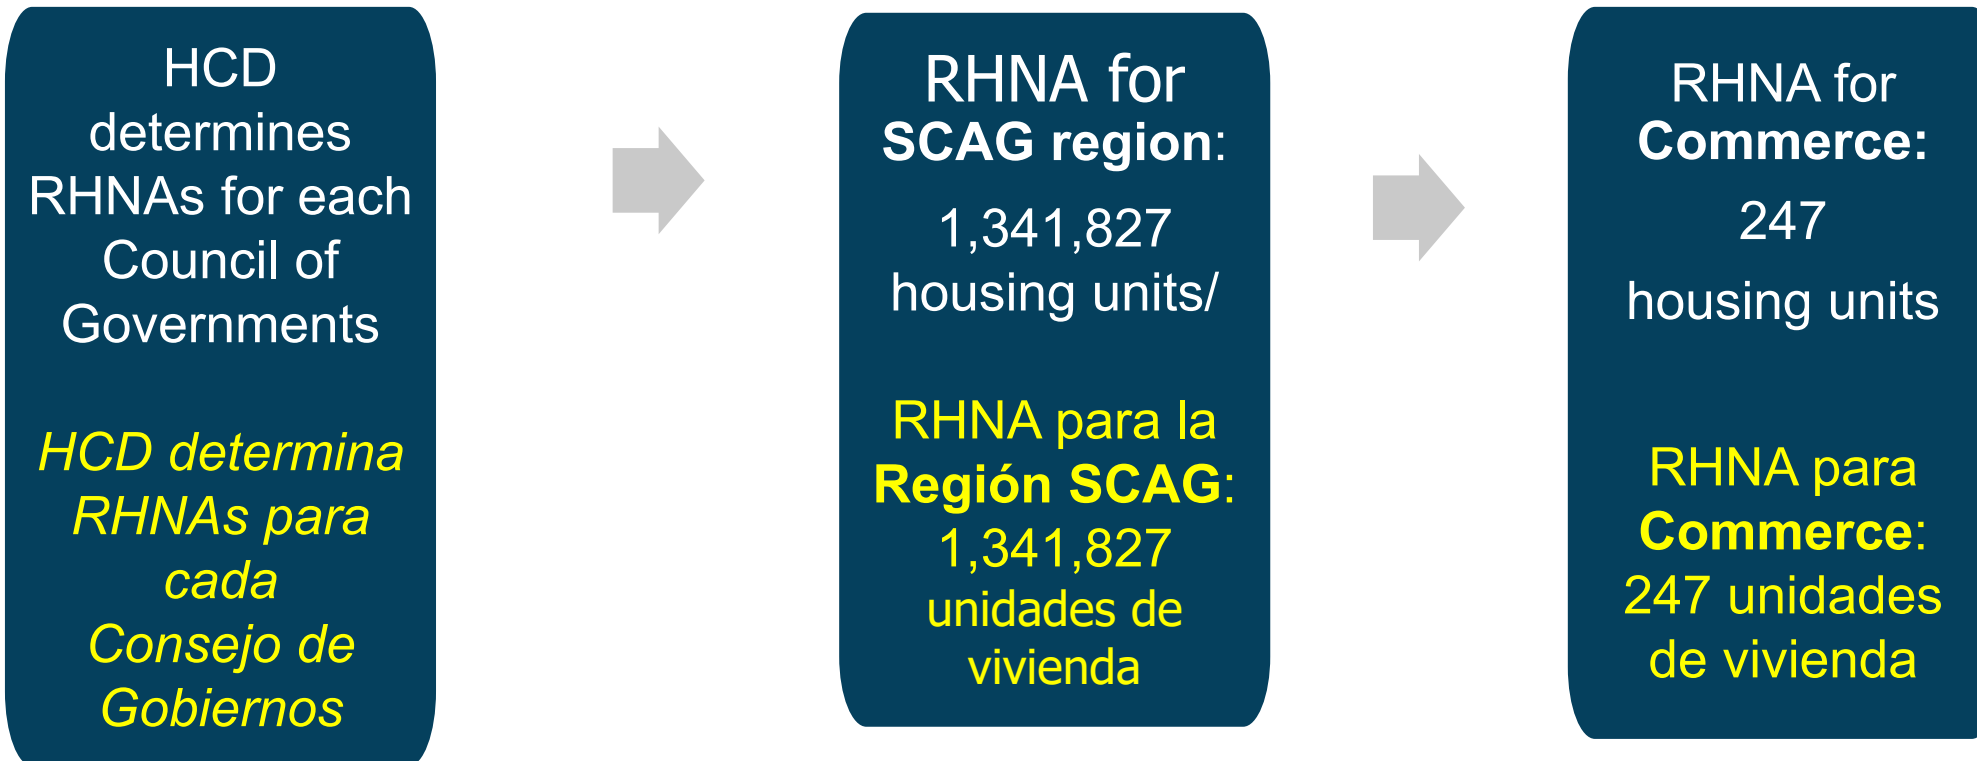 HCD
determines
RHNAs for each
Council of
Governments
HCD determina
RHNAs para
cada
Consejo de
Gobiernos
RHNA for
SCAG region:
1,341,827
housing units/
RHNA para la
Región SCAG:
1,341,827
unidades de
vivienda
RHNA for
Commerce:
247
housing units
RHNA para
Commerce:
247 unidades
de vivienda